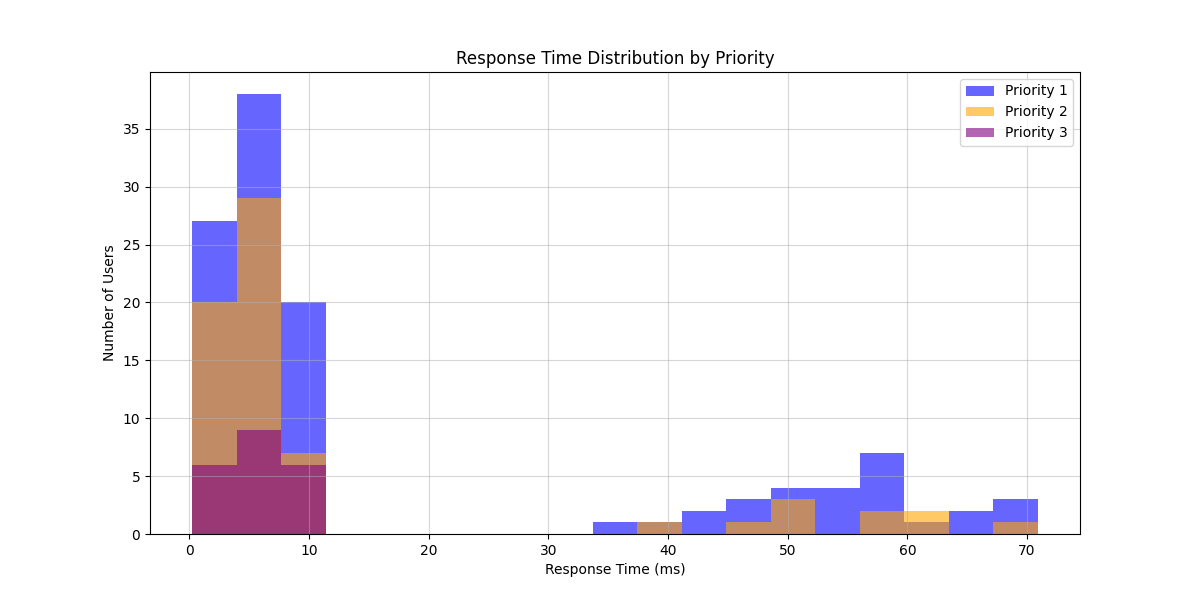 Response Time Distribution by Priority
Priority 1
Priority 2
Priority 3
Number of Users
35
30
25
20
15
10
5
0
0 10 20 30 40 50 60 70
Response Time (ms)